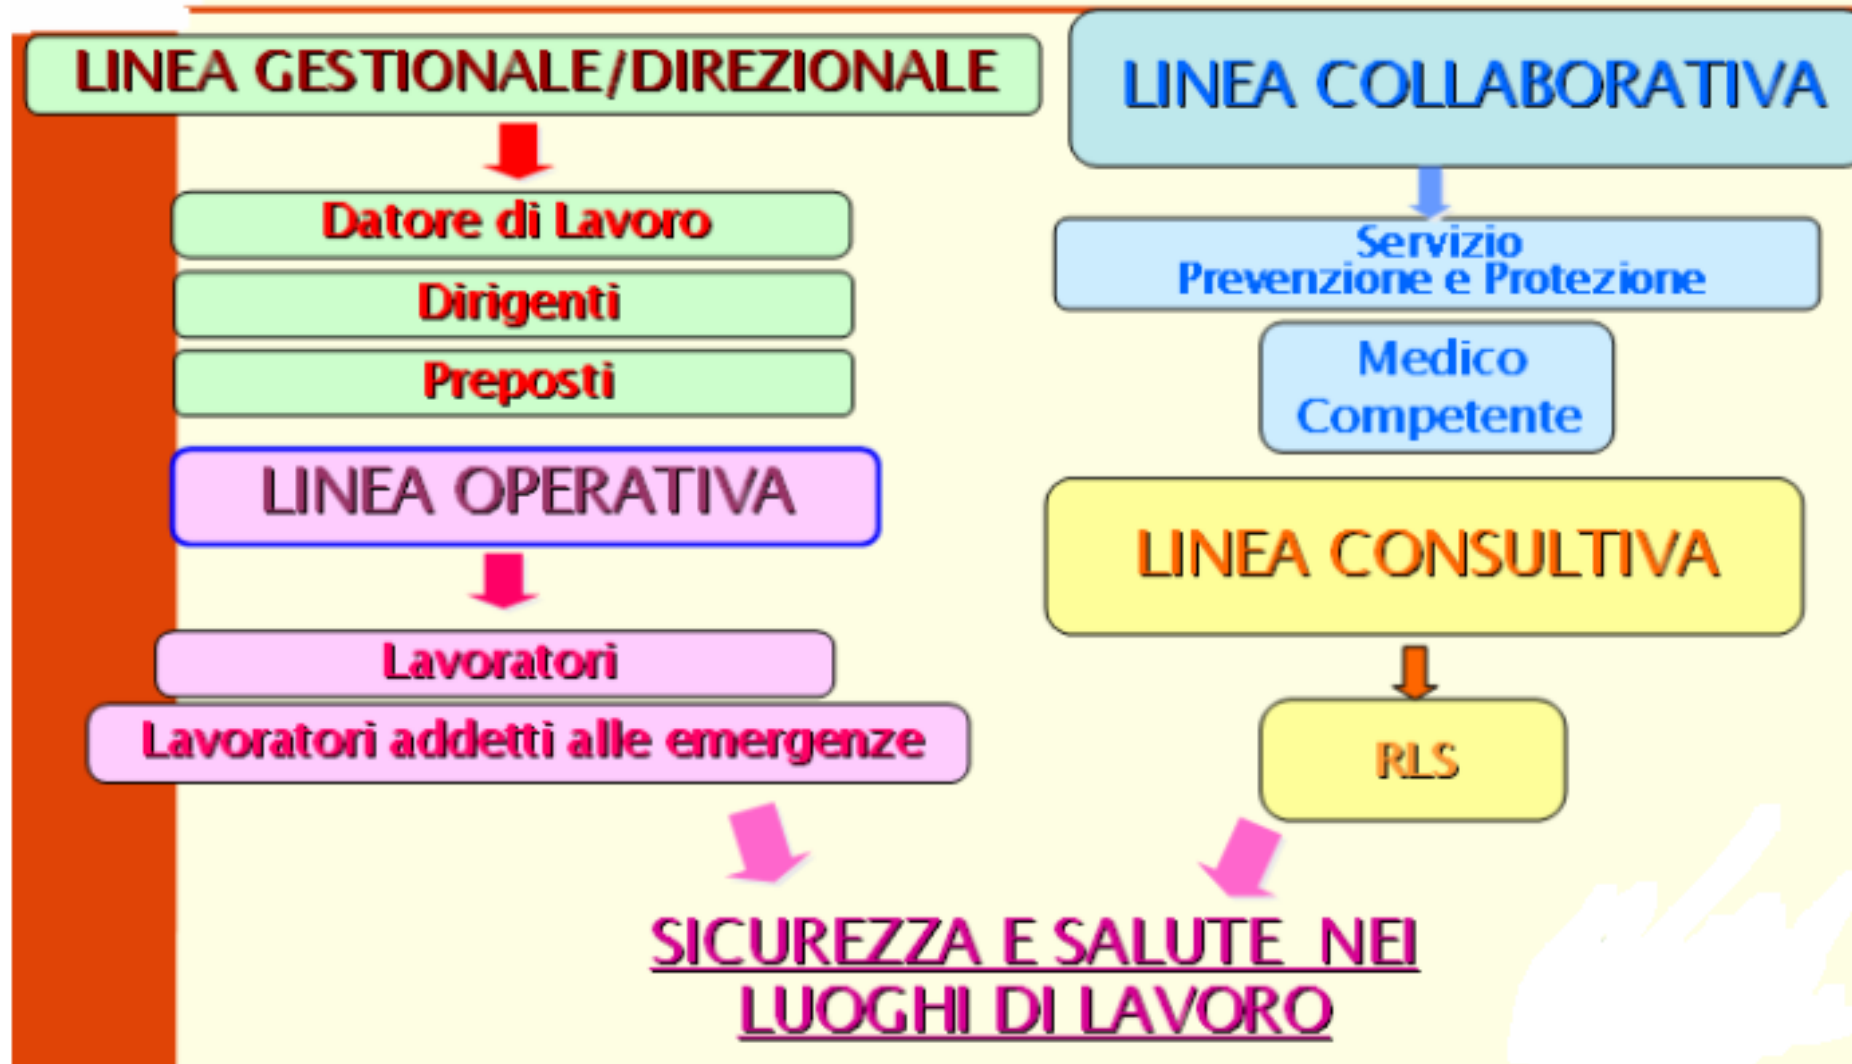 LINEA GESTIONALE/DIREZIONALE
Datore di Lavoro
Dirigenti
Preposti
LINEA OPERATIVA
Lavoratori
Lavoratori addetti alle emergenze
LINEA COLLABORATIVA
Servizio
Prevenzione e Protezione
Medico
Competente
LINEA CONSULTIVA
RLS
SICUREZZA E SALUTE NEI
LUOGHI DI LAVORO